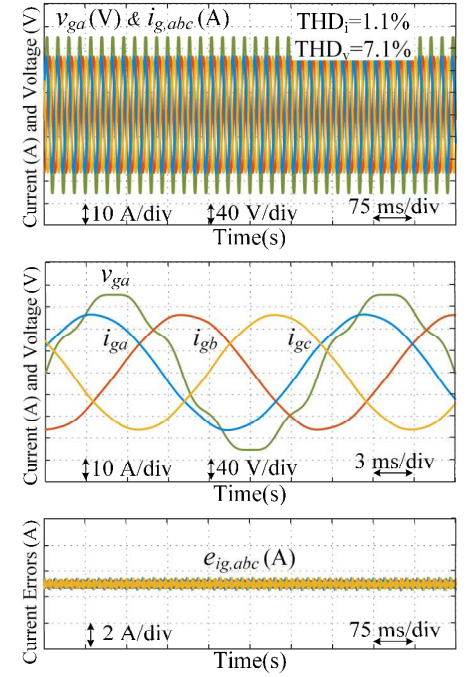 v_ga (V) & i_g,abc (A)
THD_i=1.1%
THD_v=7.1%
Current (A) and Voltage (V)
10 A/div
40 V/div
75 ms/div
Time(s)
v_ga
i_ga
i_gb
i_gc
Current (A) and Voltage (V)
10 A/div
40 V/div
3 ms/div
Time(s)
e_ig,abc (A)
Current Errors (A)
2 A/div
75 ms/div
Time(s)